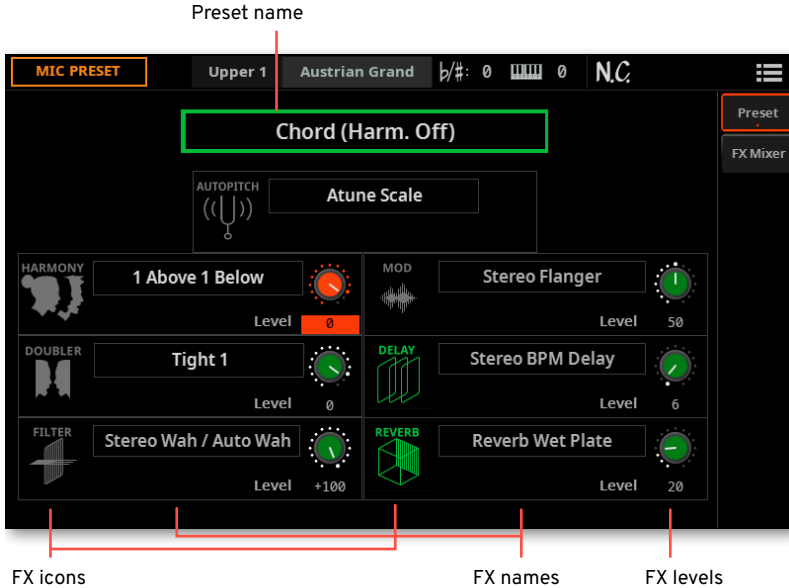 Preset name
MIC PRESET Upper 1 Austrian Grand ♭/♯: 0 0 N.C.
Preset
Chord (Harm. Off)
FX Mixer
AUTOPITCH
Atune Scale
HARMONY
1 Above 1 Below
Level 0
MOD
Stereo Flanger
Level 50
DOUBLER
Tight 1
Level 0
DELAY
Stereo BPM Delay
Level 6
FILTER
Stereo Wah / Auto Wah
Level +100
REVERB
Reverb Wet Plate
Level 20
FX icons FX names FX levels